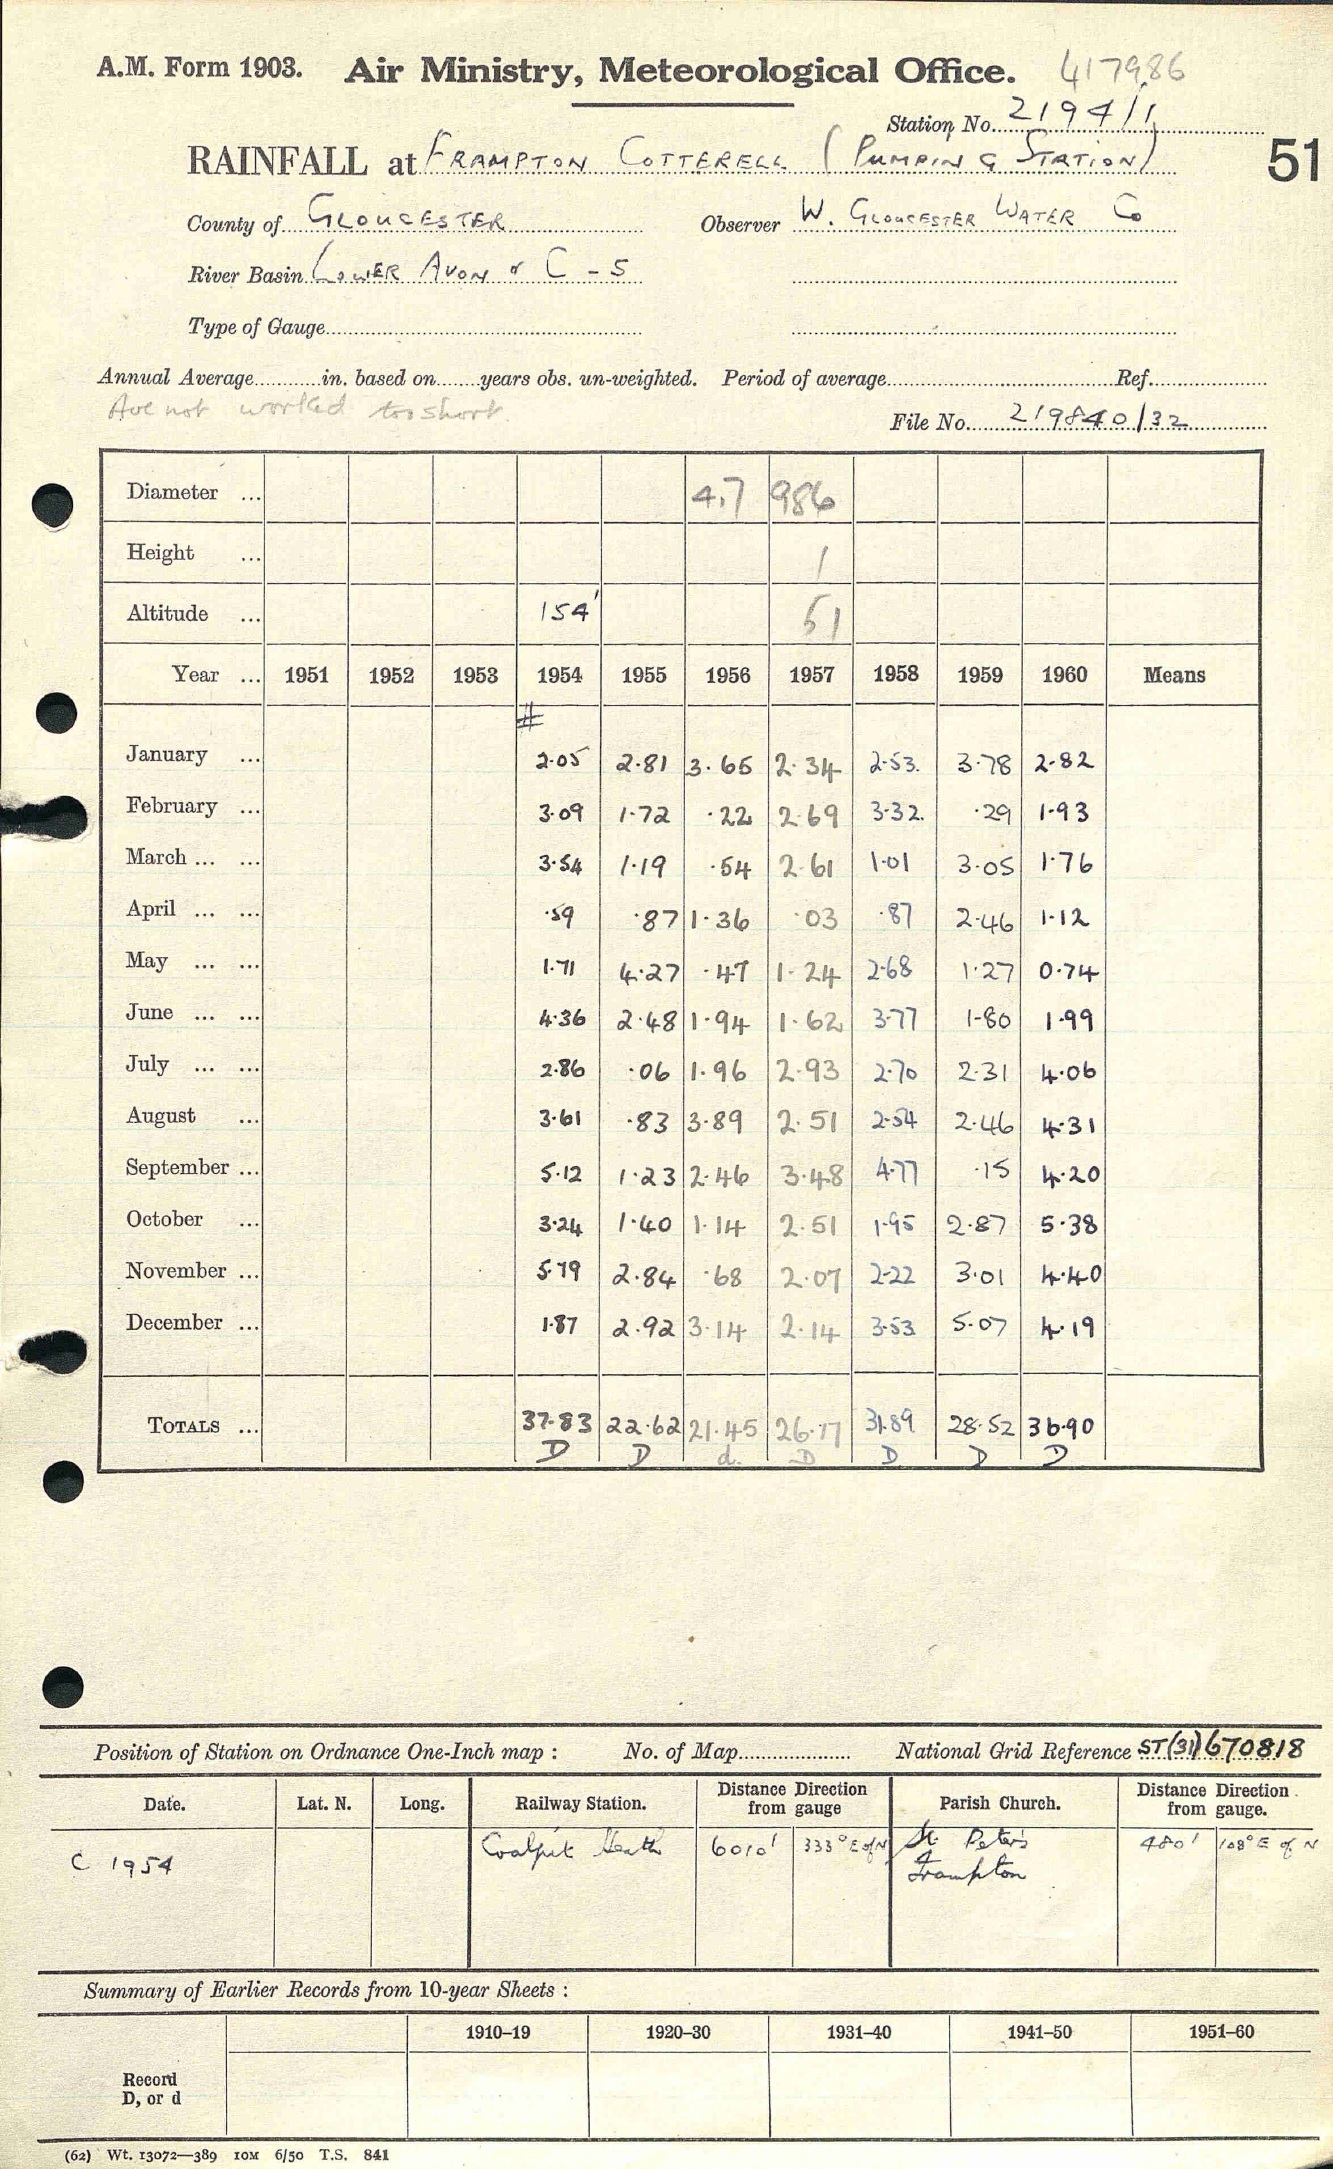 A.M. Form 1903. Air Ministry, Meteorological Office. 417986
Station No. 2194/1
RAINFALL at FRAMPTON COTTERELL (PUMPING STATION) 51
County of GLOUCESTER Observer W. GLOUCESTER WATER Co
River Basin LOWER AVON & C - 5
Type of Gauge
Annual Average in. based on years obs. un-weighted. Period of average Ref.
Ave not worked too short
File No. 219840/32
Diameter ... 4.7 986
Height ... 1
Altitude ... 154' 51
Year ... 1951 1952 1953 1954 1955 1956 1957 1958 1959 1960 Means
#
January ... 2.05 2.81 3.65 2.34 2.53 3.78 2.82
February ... 3.09 1.72 .22 2.69 3.32 .29 1.93
March ... ... 3.54 1.19 .54 2.61 1.01 3.05 1.76
April ... ... .59 .87 1.36 .03 .87 2.46 1.12
May ... ... 1.71 4.27 .47 1.24 2.68 1.27 0.74
June ... ... 4.36 2.48 1.94 1.62 3.77 1.80 1.99
July ... ... 2.86 .06 1.96 2.93 2.70 2.31 4.06
August ... 3.61 .83 3.89 2.51 2.54 2.46 4.31
September ... 5.12 1.23 2.46 3.48 4.77 .15 4.20
October ... 3.24 1.40 1.14 2.51 1.95 2.87 5.38
November ... 5.79 2.84 .68 2.07 2.22 3.01 4.40
December ... 1.87 2.92 3.14 2.14 3.53 5.07 4.19
TOTALS ... 37.83 22.62 21.45 26.17 31.89 28.52 36.90
D D d. D D D D
Position of Station on Ordnance One-Inch map : No. of Map National Grid Reference ST(31)670818
Date. Lat. N. Long. Railway Station. Distance Direction from gauge Parish Church. Distance Direction from gauge.
C 1954 Coalpit Heath 6010' 333° E of N St Peter's Frampton 480' 108° E of N
Summary of Earlier Records from 10-year Sheets :
1910–19 1920–30 1931–40 1941–50 1951–60
Record
D, or d
(62) Wt. 13072—389 10M 6/50 T.S. 841